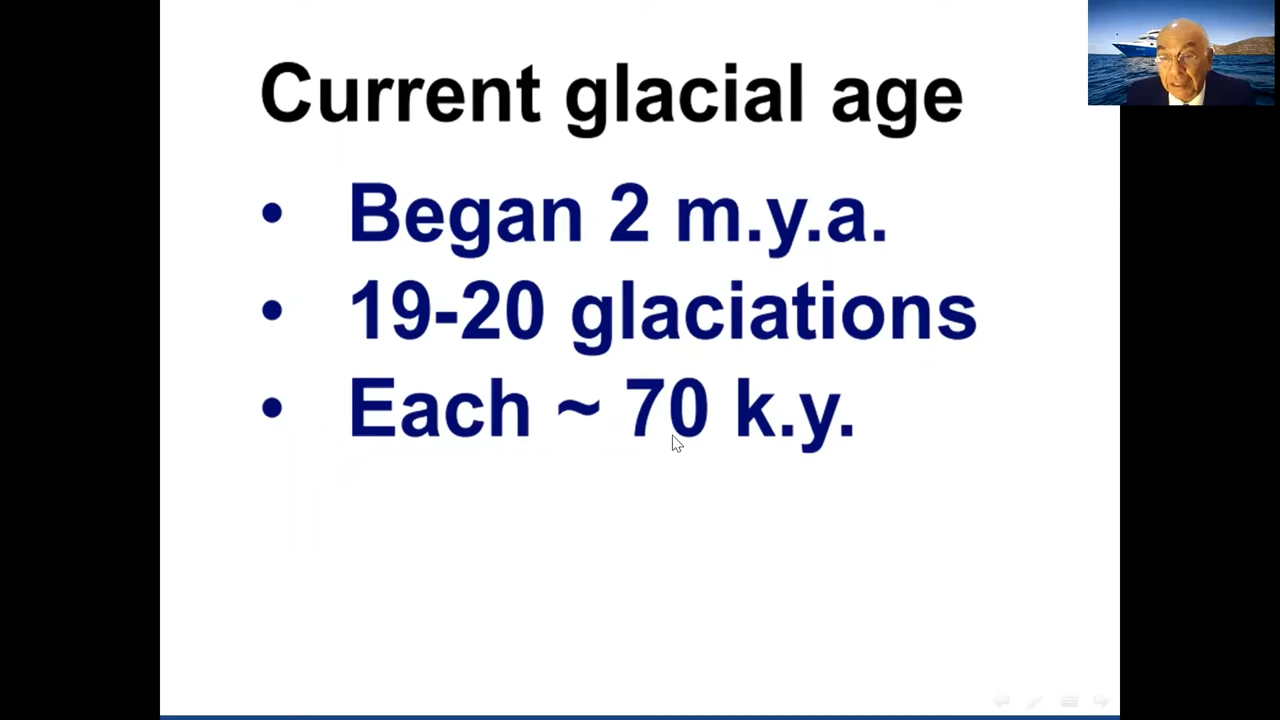 Current glacial age
• Began 2 m.y.a.
• 19-20 glaciations
• Each ~ 70 k.y.